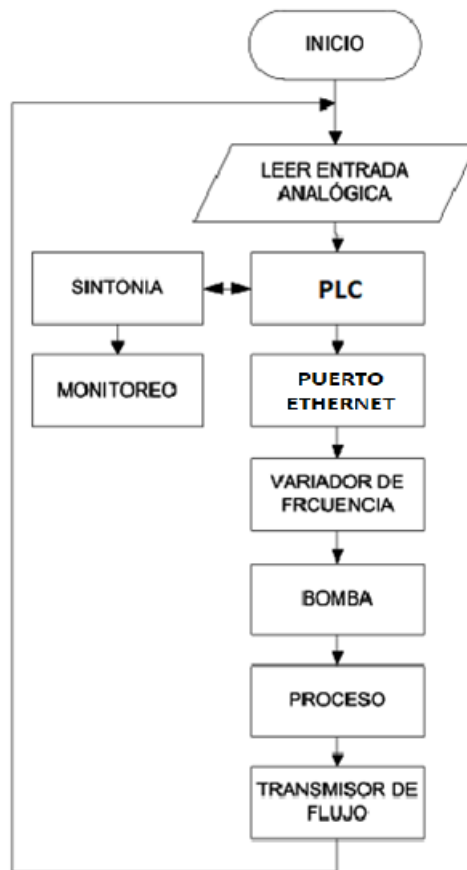 INICIO
LEER ENTRADA
ANALÓGICA
SINTONIA
PLC
MONITOREO
PUERTO
ETHERNET
VARIADOR DE
FRCUENCIA
BOMBA
PROCESO
TRANSMISOR DE
FLUJO